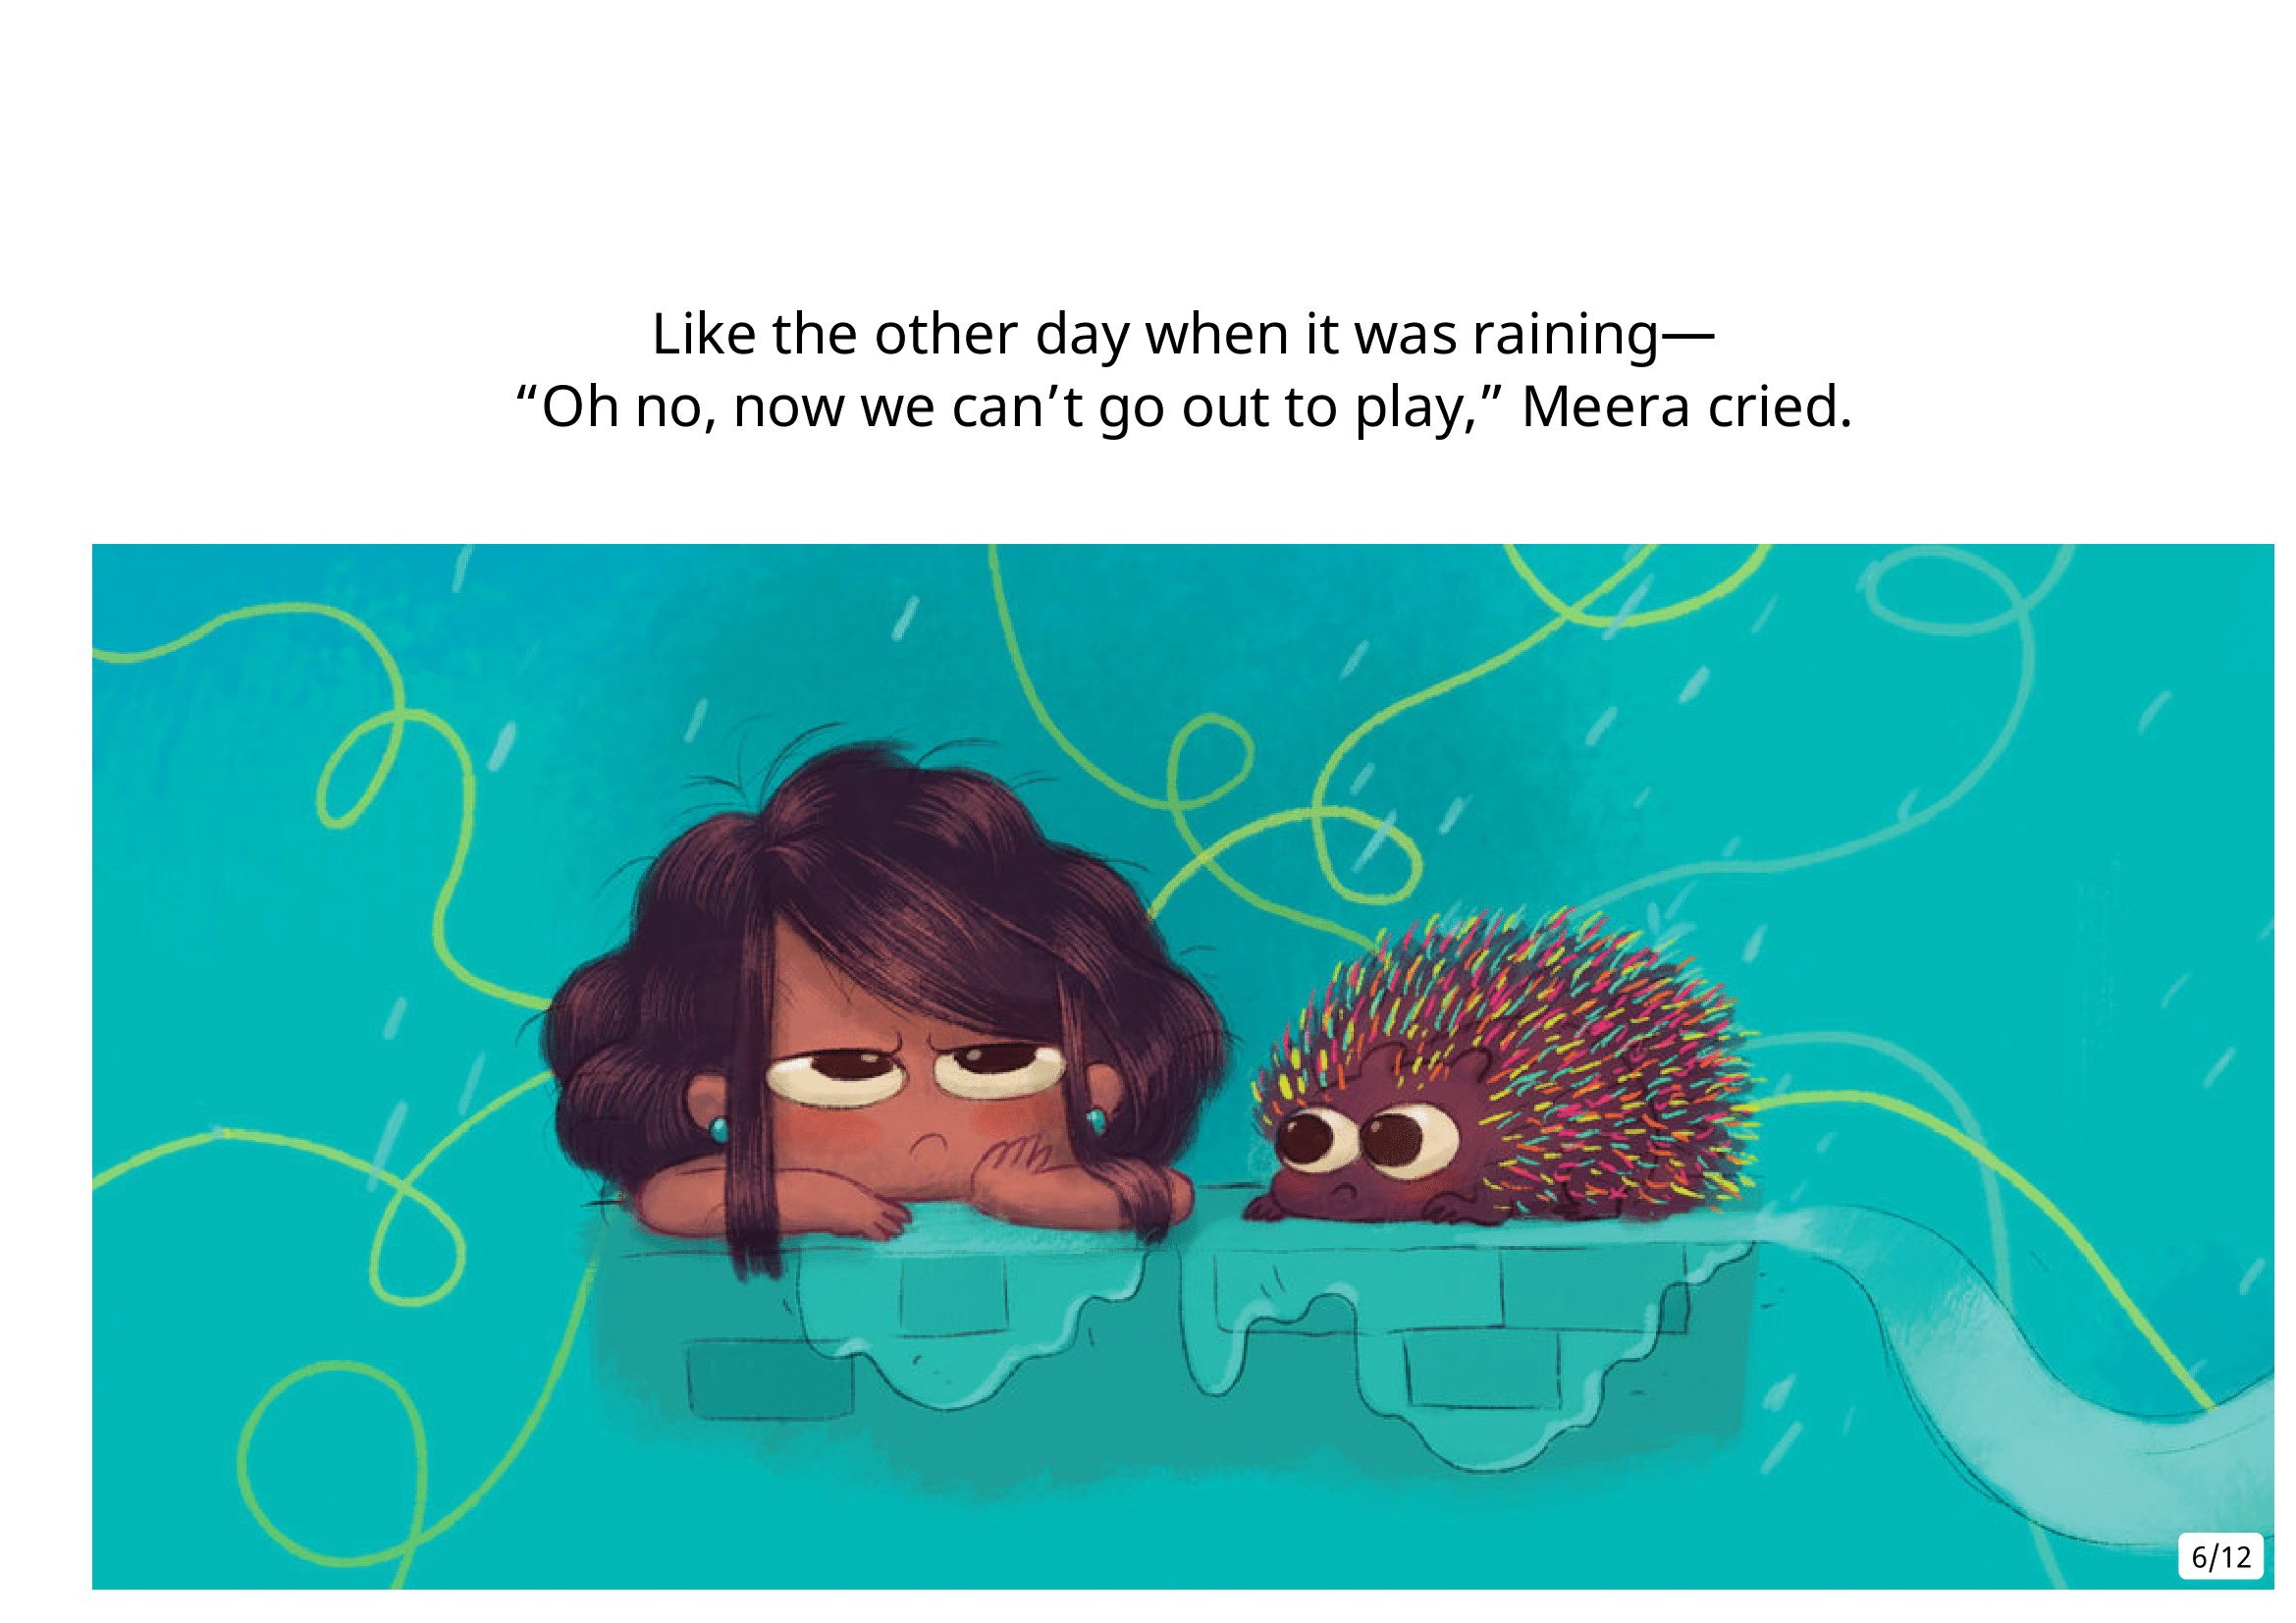 Like the other day when it was raining—
“Oh no, now we can’t go out to play,” Meera cried.
6/12